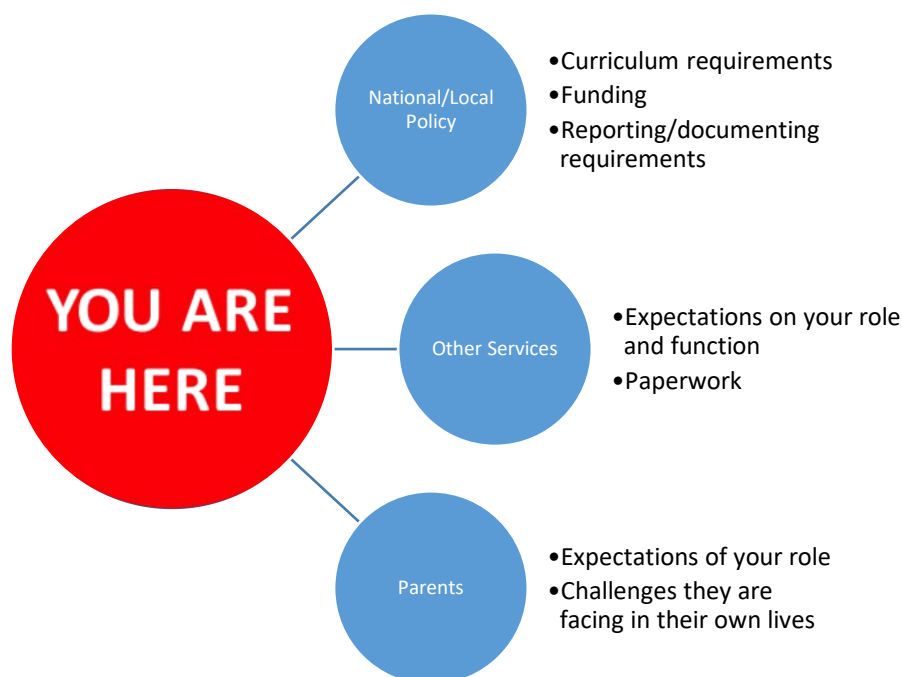 National/Local
Policy
•Curriculum requirements
•Funding
•Reporting/documenting
requirements
YOU ARE
HERE
Other Services
•Expectations on your role
and function
•Paperwork
Parents
•Expectations of your role
•Challenges they are
facing in their own lives